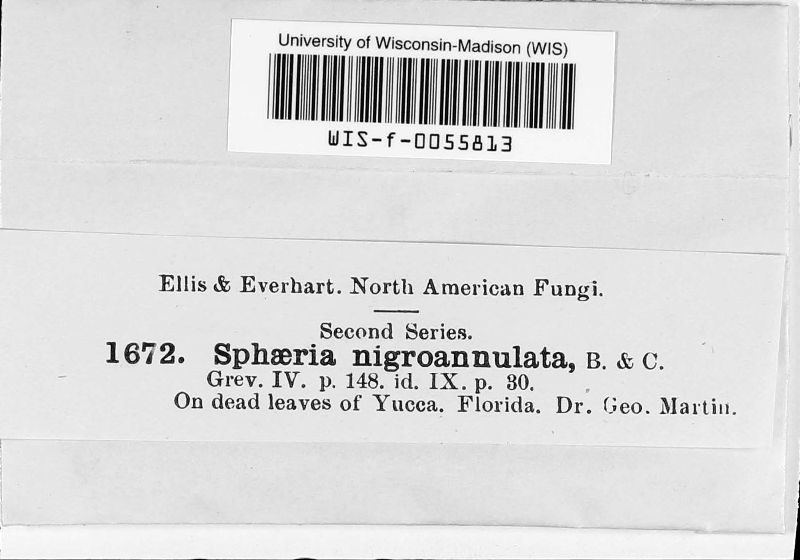 University of Wisconsin-Madison (WIS)
WIS-f-0055813
Ellis & Everhart. North American Fungi.
Second Series.
1672. Sphæria nigroannulata, B. & C.
Grev. IV. p. 148. id. IX. p. 30.
On dead leaves of Yucca. Florida. Dr. Geo. Martin.